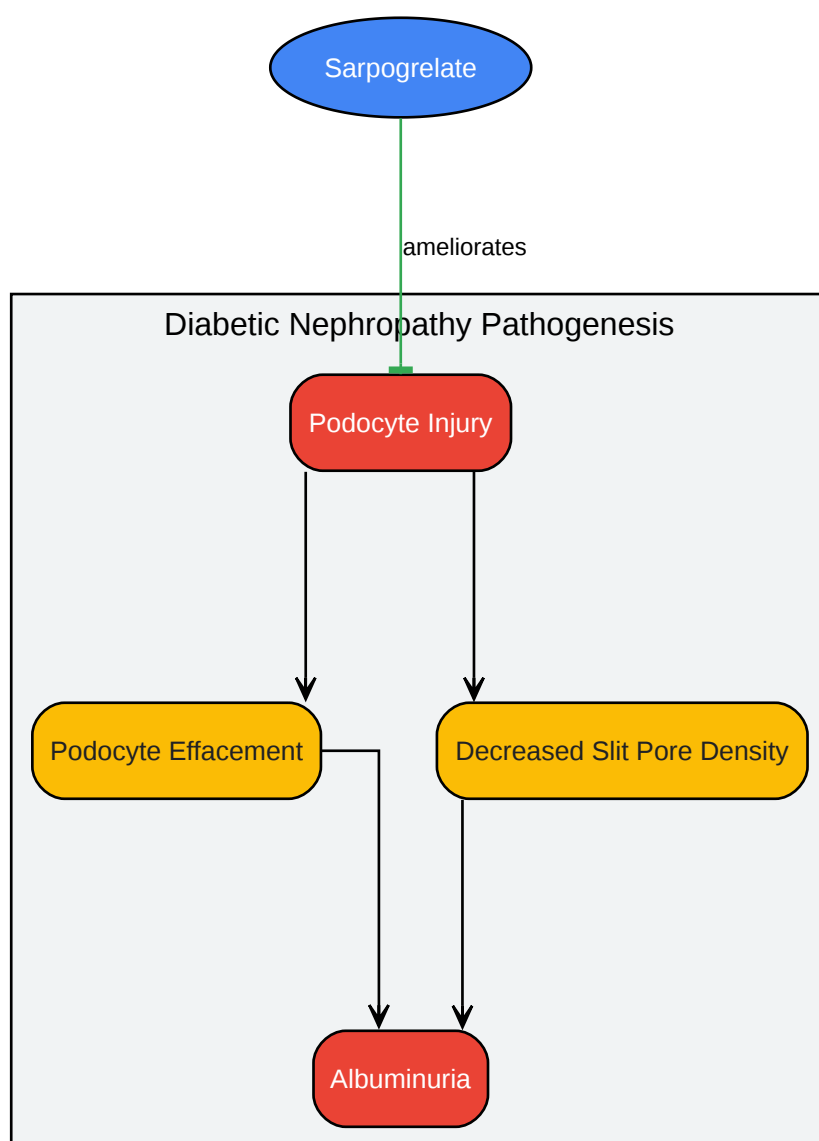 Sarpogrelate
ameliorates
Diabetic Nephropathy Pathogenesis
Podocyte Injury
Podocyte Effacement
Decreased Slit Pore Density
Albuminuria